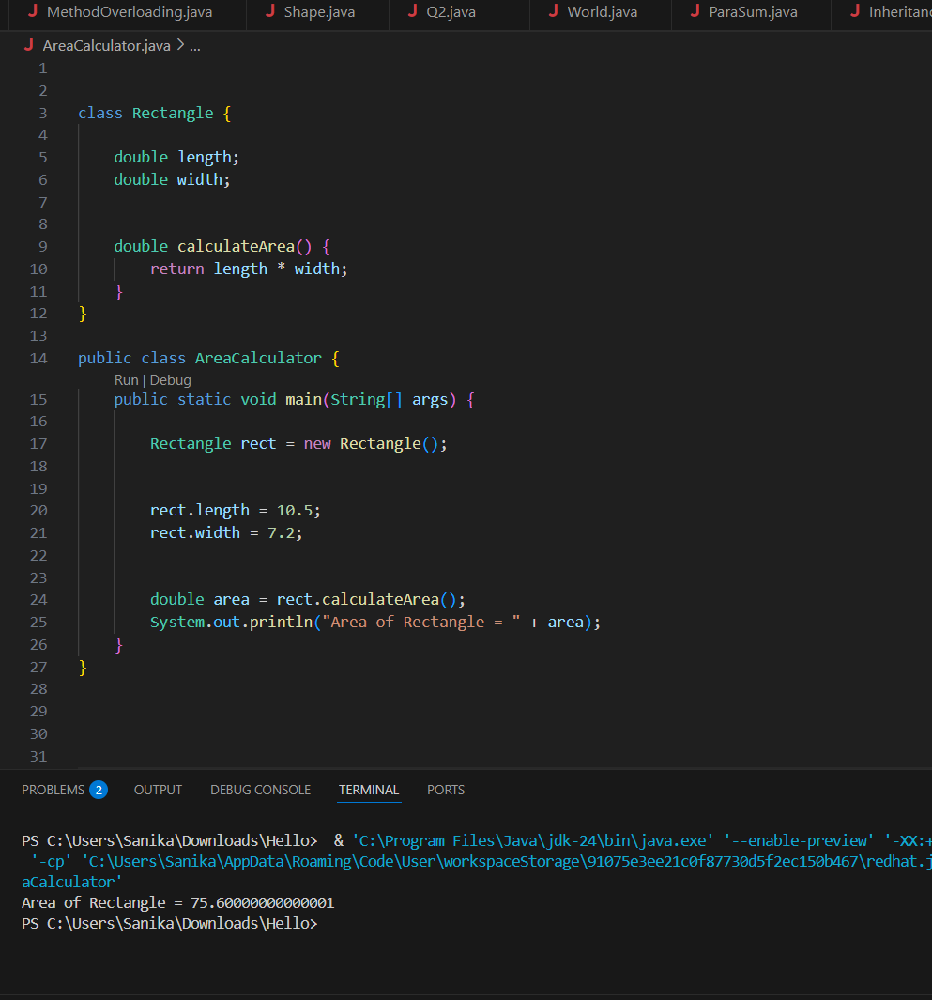 MethodOverloading.java Shape.java Q2.java World.java ParaSum.java Inheritanc
AreaCalculator.java > ...
1
2
3 class Rectangle {
4
5 double length;
6 double width;
7
8
9 double calculateArea() {
10 return length * width;
11 }
12 }
13
14 public class AreaCalculator {
Run | Debug
15 public static void main(String[] args) {
16
17 Rectangle rect = new Rectangle();
18
19
20 rect.length = 10.5;
21 rect.width = 7.2;
22
23
24 double area = rect.calculateArea();
25 System.out.println("Area of Rectangle = " + area);
26 }
27 }
28
29
30
31
PROBLEMS 2 OUTPUT DEBUG CONSOLE TERMINAL PORTS
PS C:\Users\Sanika\Downloads\Hello> & 'C:\Program Files\Java\jdk-24\bin\java.exe' '--enable-preview' '-XX:+
'-cp' 'C:\Users\Sanika\AppData\Roaming\Code\User\workspaceStorage\91075e3ee21c0f87730d5f2ec150b467\redhat.j
aCalculator'
Area of Rectangle = 75.60000000000001
PS C:\Users\Sanika\Downloads\Hello>